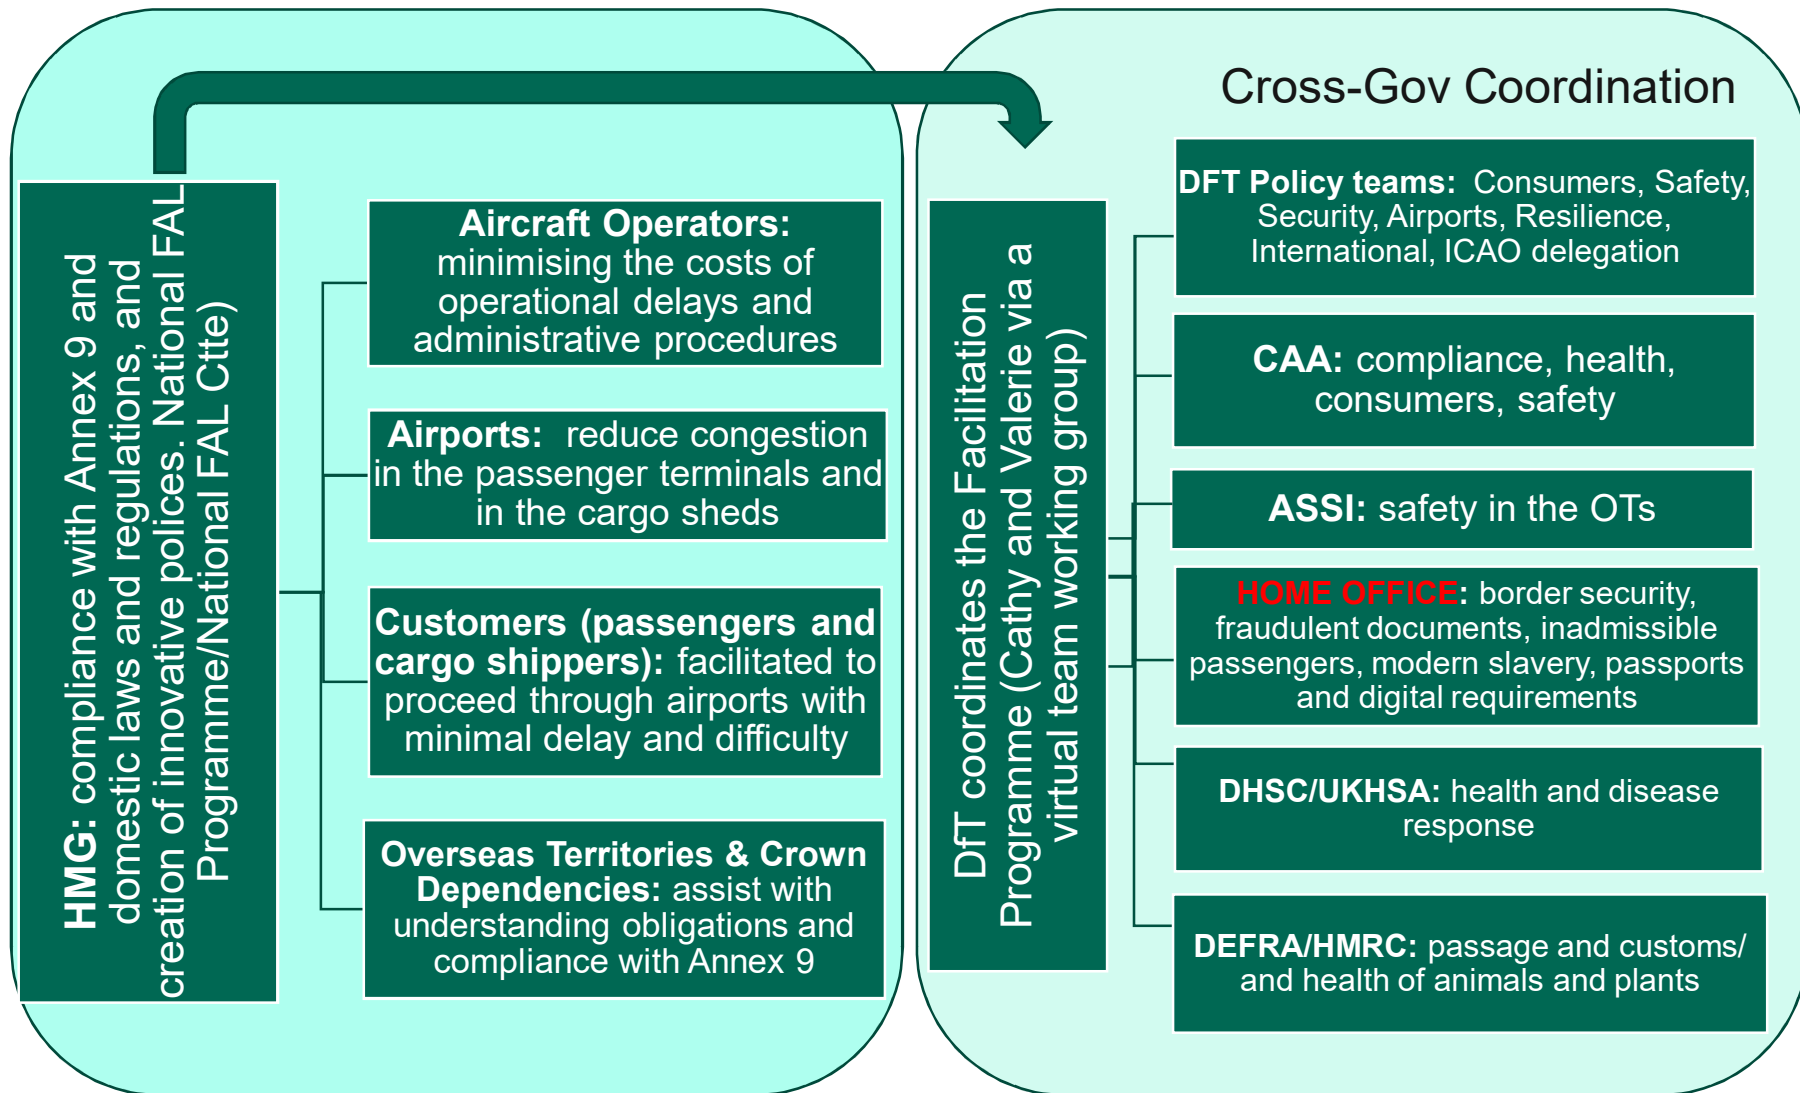 HMG: compliance with Annex 9 and
domestic laws and regulations, and
creation of innovative polices. National FAL
Programme/National FAL Ctte)
Aircraft Operators:
minimising the costs of
operational delays and
administrative procedures
Airports: reduce congestion
in the passenger terminals and
in the cargo sheds
Customers (passengers and
cargo shippers): facilitated to
proceed through airports with
minimal delay and difficulty
Overseas Territories & Crown
Dependencies: assist with
understanding obligations and
compliance with Annex 9
Cross-Gov Coordination
DfT coordinates the Facilitation
Programme (Cathy and Valerie via a
virtual team working group)
DFT Policy teams: Consumers, Safety,
Security, Airports, Resilience,
International, ICAO delegation
CAA: compliance, health,
consumers, safety
ASSI: safety in the OTs
HOME OFFICE: border security,
fraudulent documents, inadmissible
passengers, modern slavery, passports
and digital requirements
DHSC/UKHSA: health and disease
response
DEFRA/HMRC: passage and customs/
and health of animals and plants